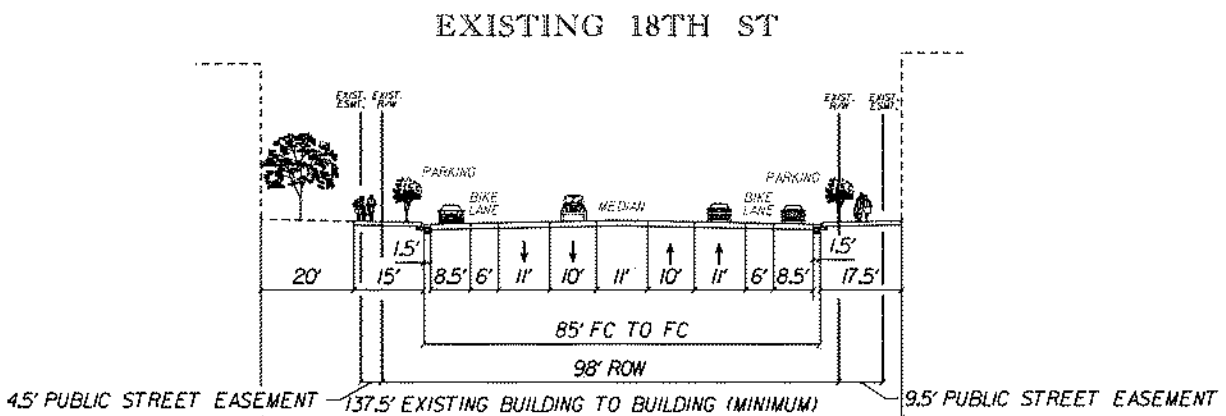 EXISTING 18TH ST
EXIST. ESMT.
EXIST. R/W
EXIST. R/W
EXIST. ESMT.
PARKING
PARKING
BIKE LANE
MEDIAN
BIKE LANE
1.5'
1.5'
20' 15' 8.5' 6' 11' 10' 11' 10' 11' 6' 8.5' 17.5'
85' FC TO FC
98' ROW
4.5' PUBLIC STREET EASEMENT
137.5' EXISTING BUILDING TO BUILDING (MINIMUM)
9.5' PUBLIC STREET EASEMENT